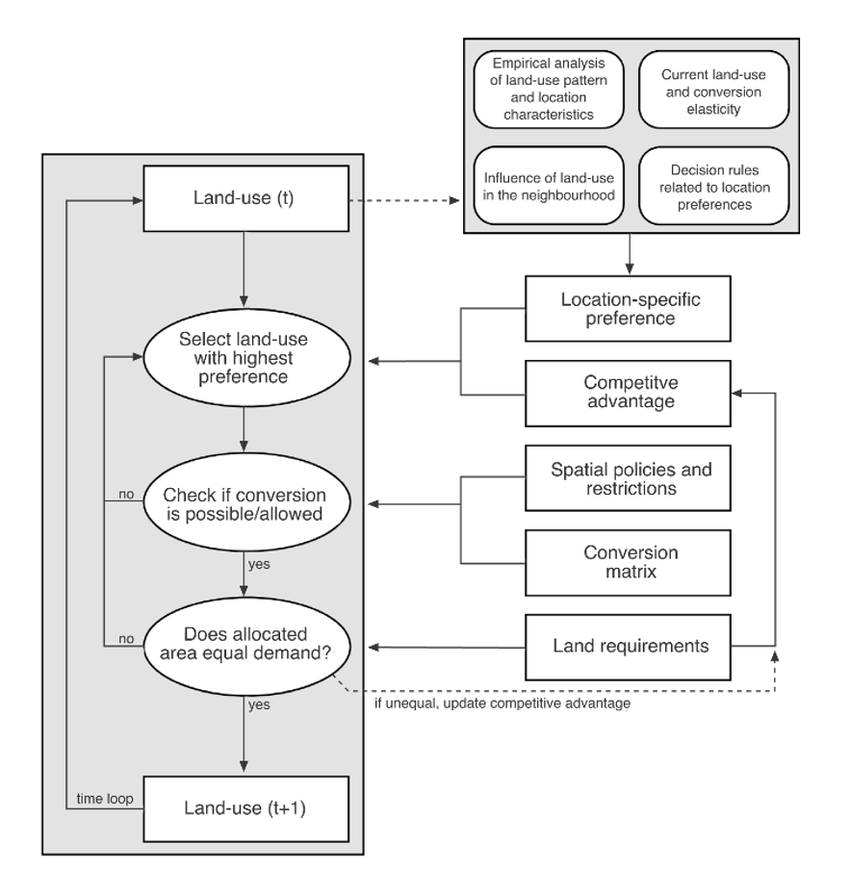 Empirical analysis
of land-use pattern
and location
characteristics
Current land-use
and conversion
elasticity
Influence of land-use
in the neighbourhood
Decision rules
related to location
preferences
Land-use (t)
Location-specific
preference
Select land-use
with highest
preference
Competitve
advantage
Spatial policies and
restrictions
no
Check if conversion
is possible/allowed
yes
Conversion
matrix
no
Does allocated
area equal demand?
Land requirements
yes
if unequal, update competitive advantage
time loop
Land-use (t+1)